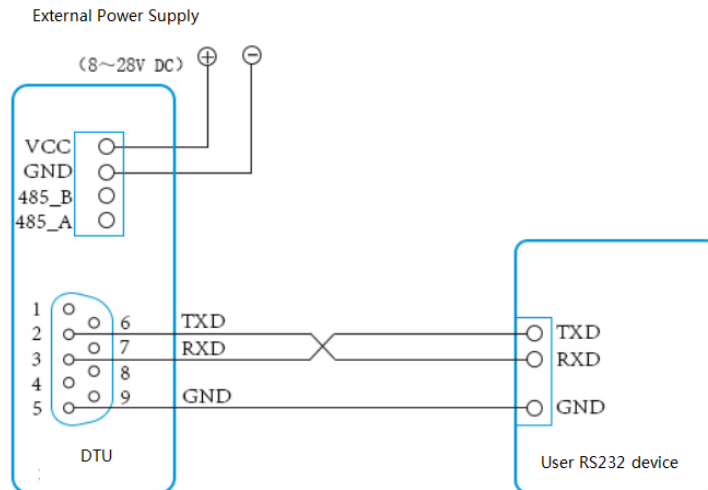 External Power Supply
(8～28V DC)
VCC
GND
485_B
485_A
1
6
2
TXD
7
3
RXD
8
4
9
5
GND
TXD
RXD
GND
DTU
User RS232 device